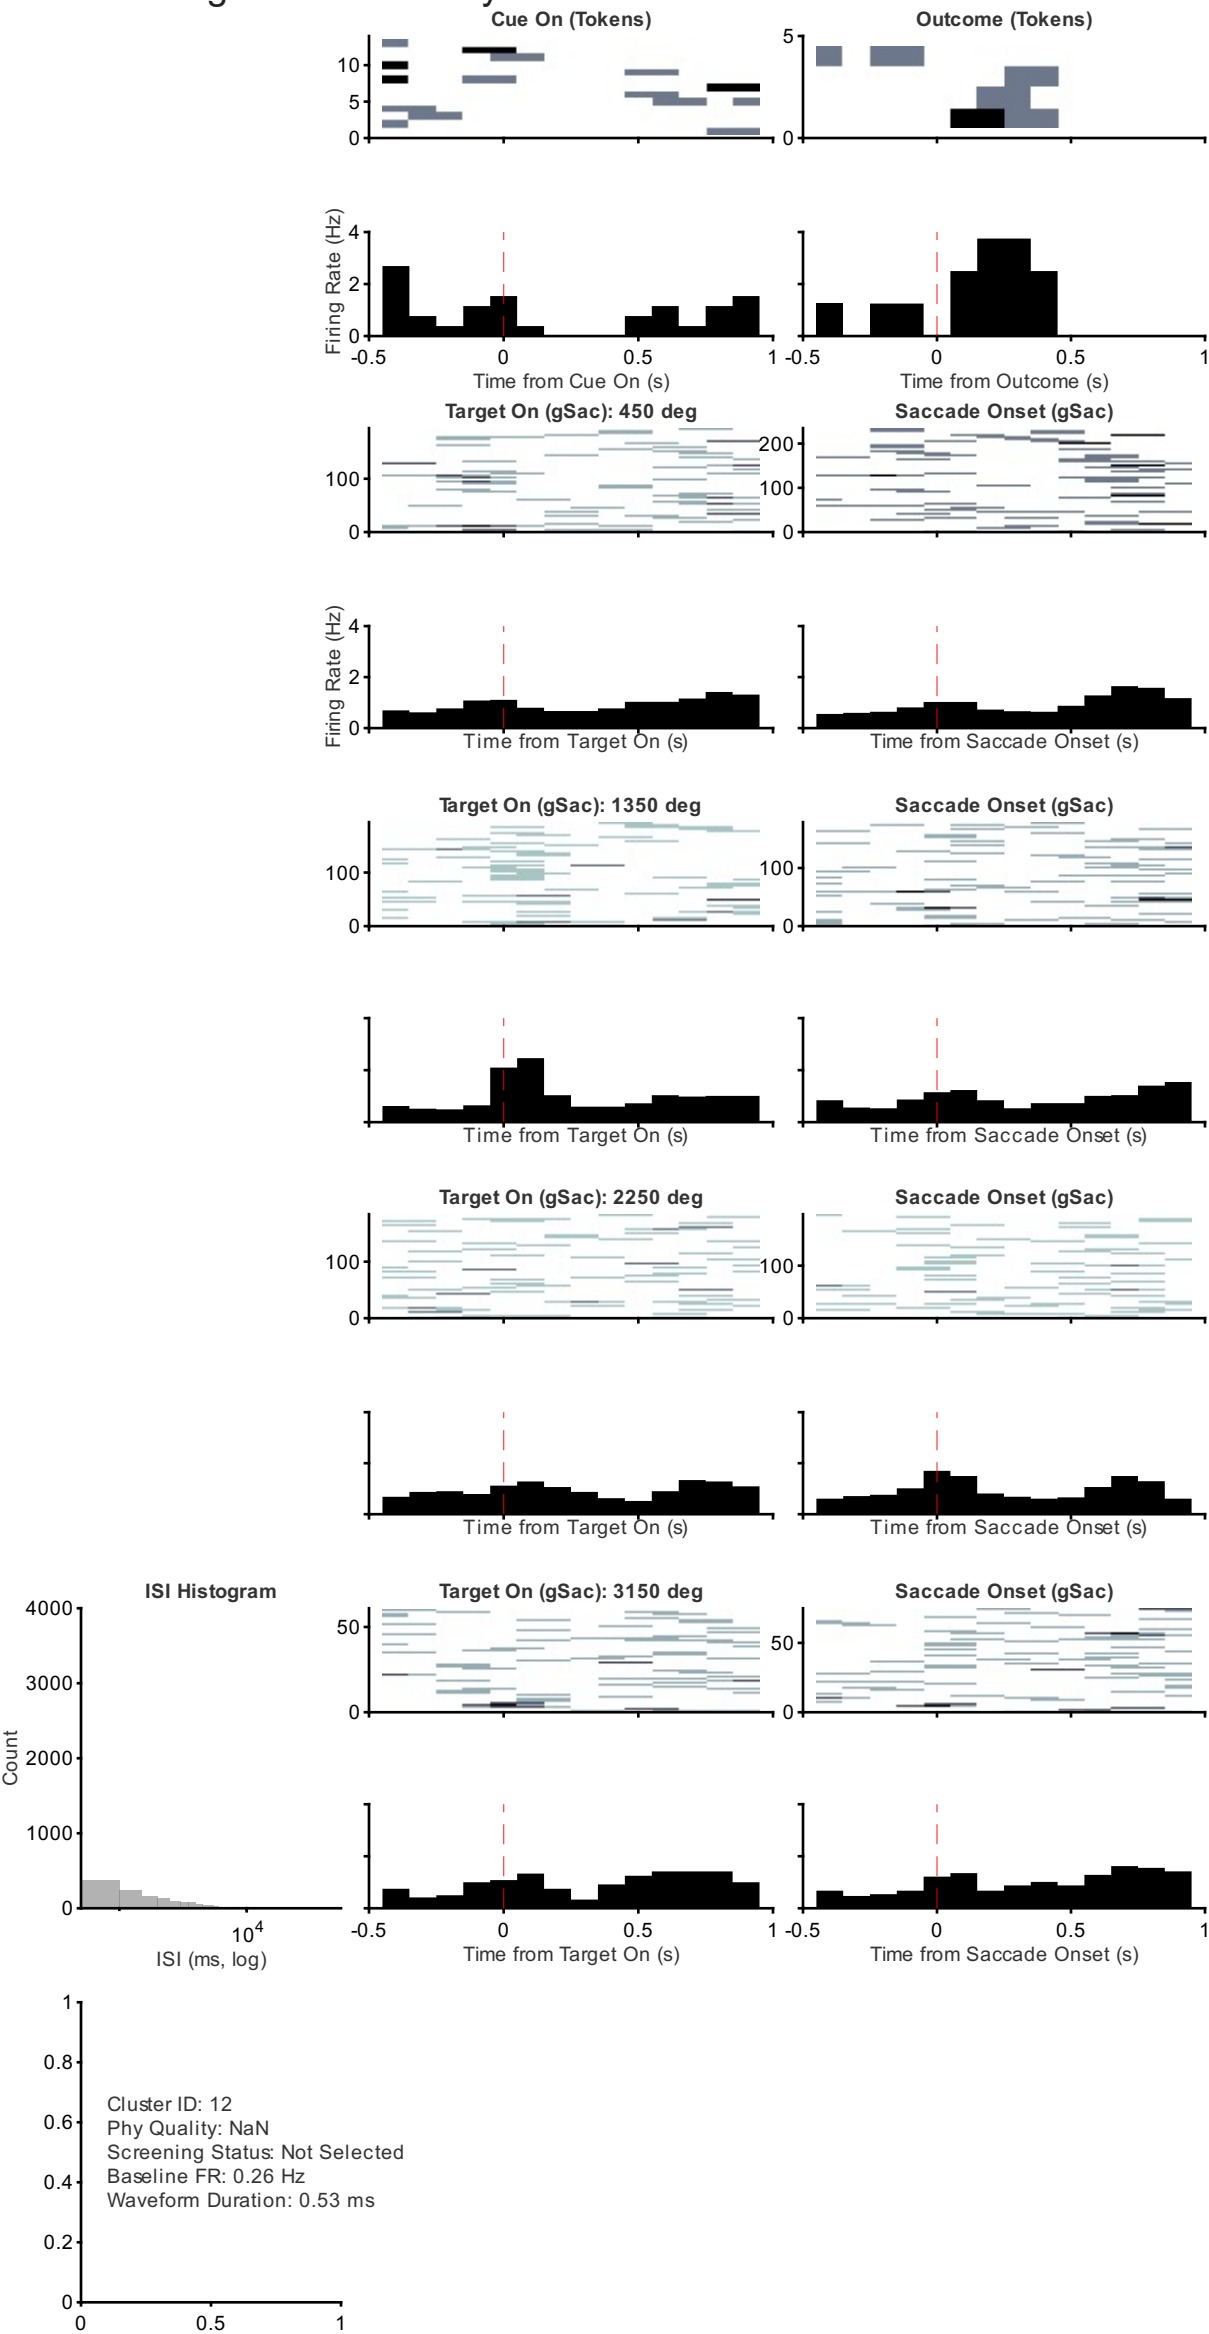 Cue On (Tokens)
Outcome (Tokens)
10
5
0
5
0
Firing Rate (Hz)
4
2
0
-0.5
0
0.5
1
Time from Cue On (s)
-0.5
0
0.5
1
Time from Outcome (s)
Target On (gSac): 450 deg
Saccade Onset (gSac)
100
0
200
100
0
Firing Rate (Hz)
4
2
0
Time from Target On (s)
Time from Saccade Onset (s)
Target On (gSac): 1350 deg
Saccade Onset (gSac)
100
0
100
0
Time from Target On (s)
Time from Saccade Onset (s)
Target On (gSac): 2250 deg
Saccade Onset (gSac)
100
0
100
0
Time from Target On (s)
Time from Saccade Onset (s)
ISI Histogram
4000
3000
2000
1000
0
Count
10^4
ISI (ms, log)
Target On (gSac): 3150 deg
Saccade Onset (gSac)
50
0
50
0
-0.5
0
0.5
1
Time from Target On (s)
-0.5
0
0.5
1
Time from Saccade Onset (s)
1
0.8
0.6
0.4
0.2
0
0
0.5
1
Cluster ID: 12
Phy Quality: NaN
Screening Status: Not Selected
Baseline FR: 0.26 Hz
Waveform Duration: 0.53 ms